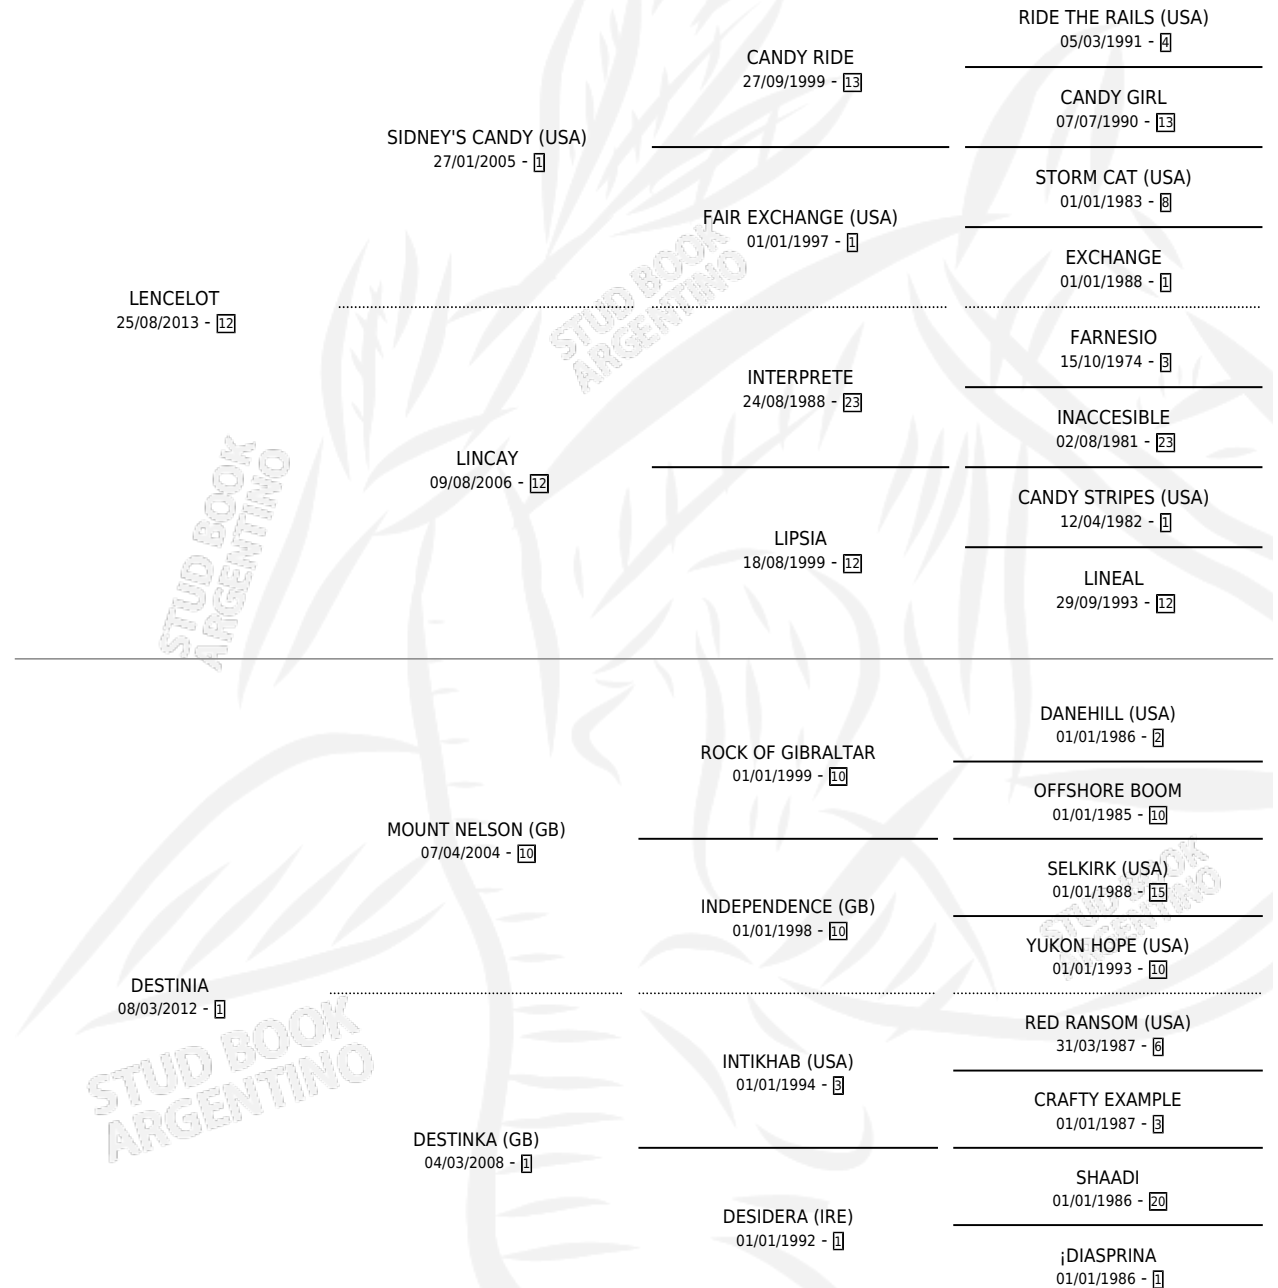 RIDE THE RAILS (USA)
05/03/1991 - 4
CANDY RIDE
27/09/1999 - 13
CANDY GIRL
07/07/1990 - 13
SIDNEY'S CANDY (USA)
27/01/2005 - 1
STORM CAT (USA)
01/01/1983 - 8
FAIR EXCHANGE (USA)
01/01/1997 - 1
EXCHANGE
01/01/1988 - 1
LENCELOT
25/08/2013 - 12
FARNESIO
15/10/1974 - 3
INTERPRETE
24/08/1988 - 23
INACCESIBLE
02/08/1981 - 23
LINCAY
09/08/2006 - 12
CANDY STRIPES (USA)
12/04/1982 - 1
LIPSIA
18/08/1999 - 12
LINEAL
29/09/1993 - 12
DANEHILL (USA)
01/01/1986 - 2
ROCK OF GIBRALTAR
01/01/1999 - 10
OFFSHORE BOOM
01/01/1985 - 10
MOUNT NELSON (GB)
07/04/2004 - 10
SELKIRK (USA)
01/01/1988 - 15
INDEPENDENCE (GB)
01/01/1998 - 10
YUKON HOPE (USA)
01/01/1993 - 10
DESTINIA
08/03/2012 - 1
RED RANSOM (USA)
31/03/1987 - 6
INTIKHAB (USA)
01/01/1994 - 3
CRAFTY EXAMPLE
01/01/1987 - 3
DESTINKA (GB)
04/03/2008 - 1
SHAADI
01/01/1986 - 20
DESIDERA (IRE)
01/01/1992 - 1
¡DIASPRINA
01/01/1986 - 1
STUD BOOK
ARGENTINO
STUD BOOK
ARGENTINO
STUD BOOK
ARGENTINO
STUD BOOK
ARGENTINO